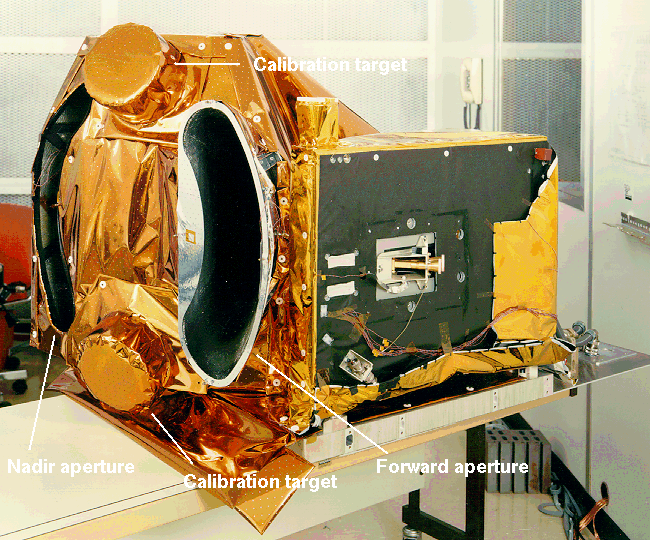 Calibration target
Nadir aperture
Forward aperture
Calibration target